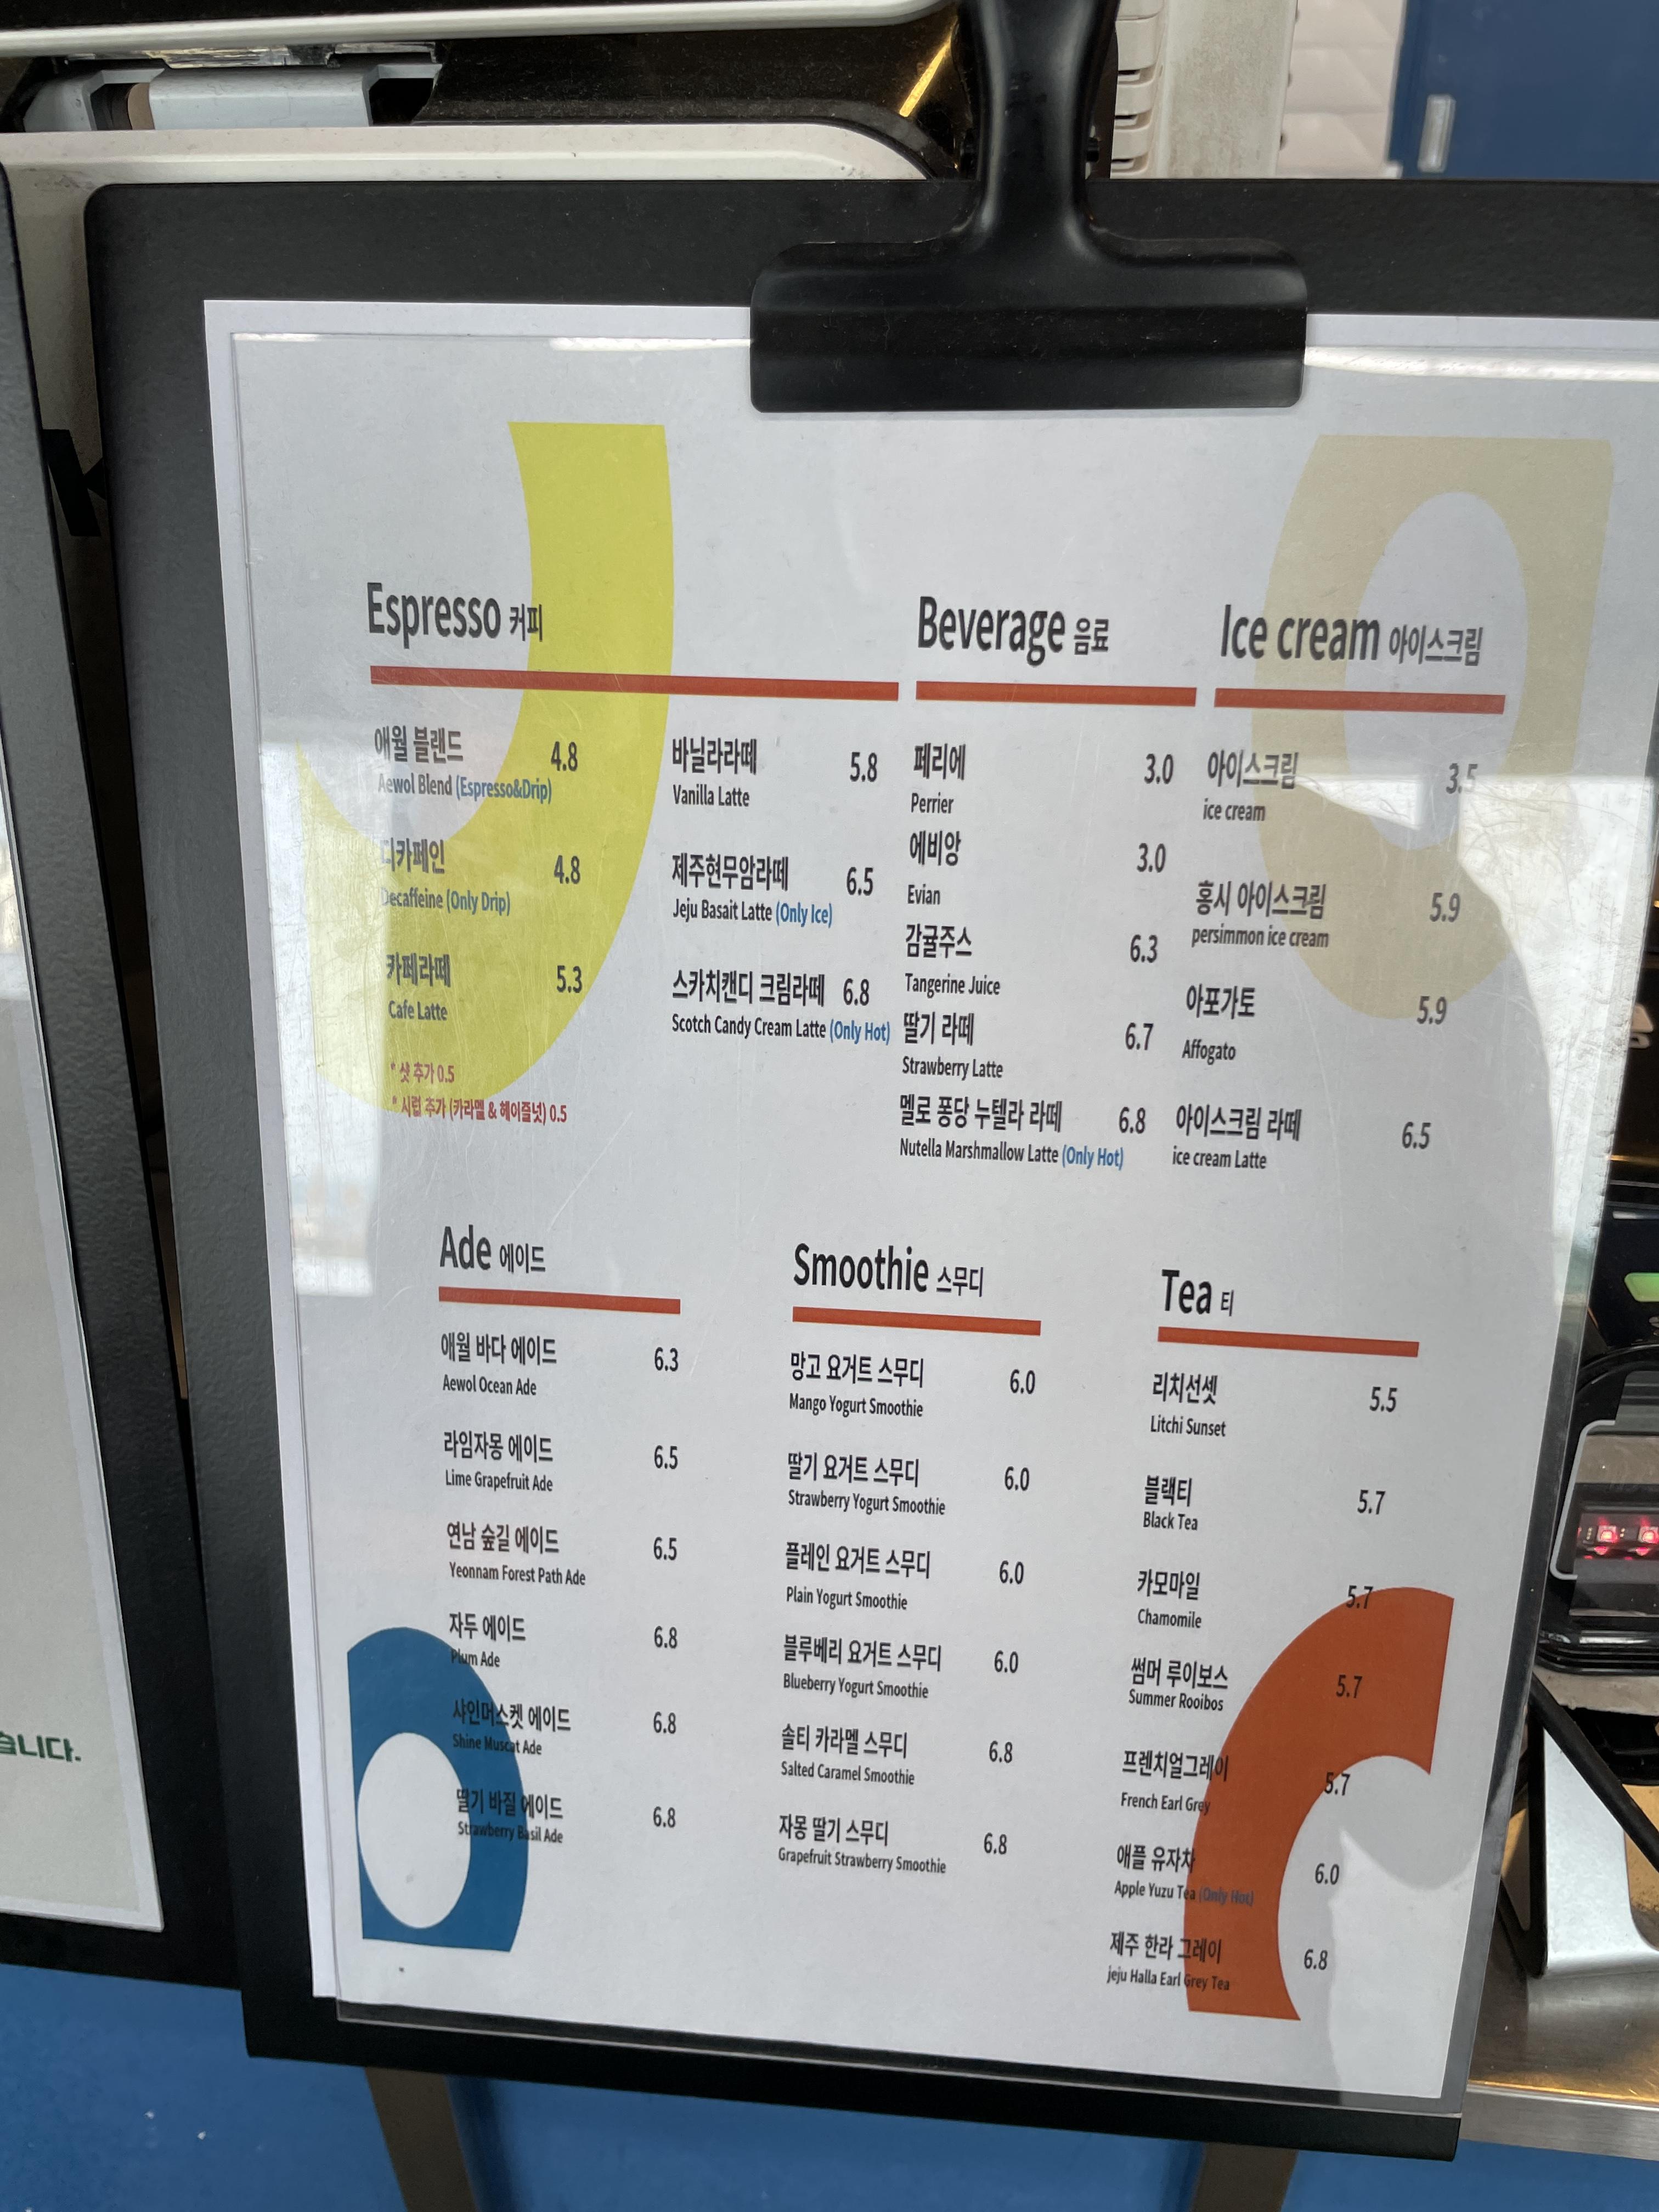 Espresso 커피
애월 블렌드 4.8
Aewol Blend (Espresso&Drip)
디카페인 4.8
Decaffeine (Only Drip)
카페라떼 5.3
Cafe Latte
* 샷 추가 0.5
* 시럽 추가 (카라멜 & 헤이즐넛) 0.5
바닐라라떼 5.8
Vanilla Latte
제주현무암라떼 6.5
Jeju Basait Latte (Only Ice)
스카치캔디 크림라떼 6.8
Scotch Candy Cream Latte (Only Hot)
Beverage 음료
페리에 3.0
Perrier
에비앙 3.0
Evian
감귤주스 6.3
Tangerine Juice
딸기 라떼 6.7
Strawberry Latte
멜로 퐁당 누텔라 라떼 6.8
Nutella Marshmallow Latte (Only Hot)
Ice cream 아이스크림
아이스크림 3.5
ice cream
홍시 아이스크림 5.9
persimmon ice cream
아포가토 5.9
Affogato
아이스크림 라떼 6.5
ice cream Latte
Ade 에이드
애월 바다 에이드 6.3
Aewol Ocean Ade
라임자몽 에이드 6.5
Lime Grapefruit Ade
연남 숲길 에이드 6.5
Yeonnam Forest Path Ade
자두 에이드 6.8
Plum Ade
샤인머스켓 에이드 6.8
Shine Muscat Ade
딸기 바질 에이드 6.8
Strawberry Basil Ade
Smoothie 스무디
망고 요거트 스무디 6.0
Mango Yogurt Smoothie
딸기 요거트 스무디 6.0
Strawberry Yogurt Smoothie
플레인 요거트 스무디 6.0
Plain Yogurt Smoothie
블루베리 요거트 스무디 6.0
Blueberry Yogurt Smoothie
솔티 카라멜 스무디 6.8
Salted Caramel Smoothie
자몽 딸기 스무디 6.8
Grapefruit Strawberry Smoothie
Tea 티
리치선셋 5.5
Litchi Sunset
블랙티 5.7
Black Tea
카모마일 5.7
Chamomile
썸머 루이보스 5.7
Summer Rooibos
프렌치얼그레이 5.7
French Earl Grey
애플 유자차 6.0
Apple Yuzu Tea (Only Hot)
제주 한라 그레이 6.8
jeju Halla Earl Grey Tea